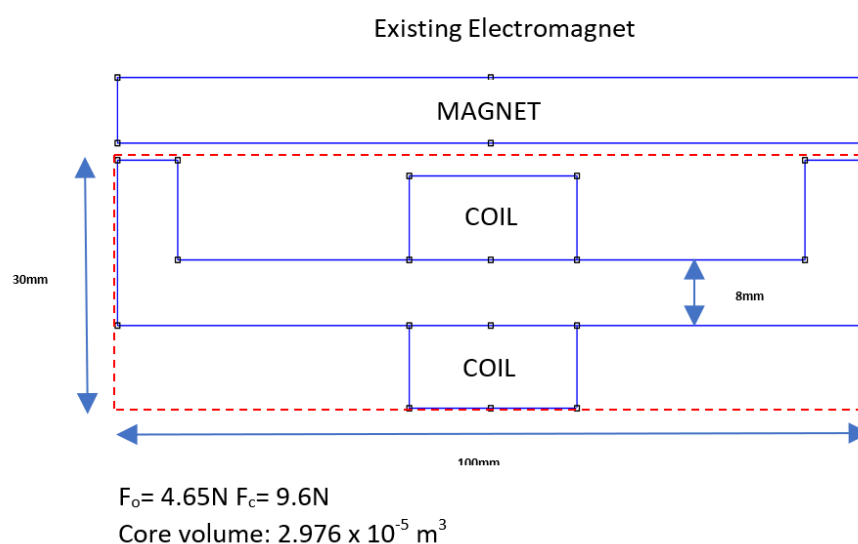 Existing Electromagnet
MAGNET
COIL
30mm
8mm
COIL
100mm
Fo= 4.65N Fc= 9.6N
Core volume: 2.976 x 10-5 m3